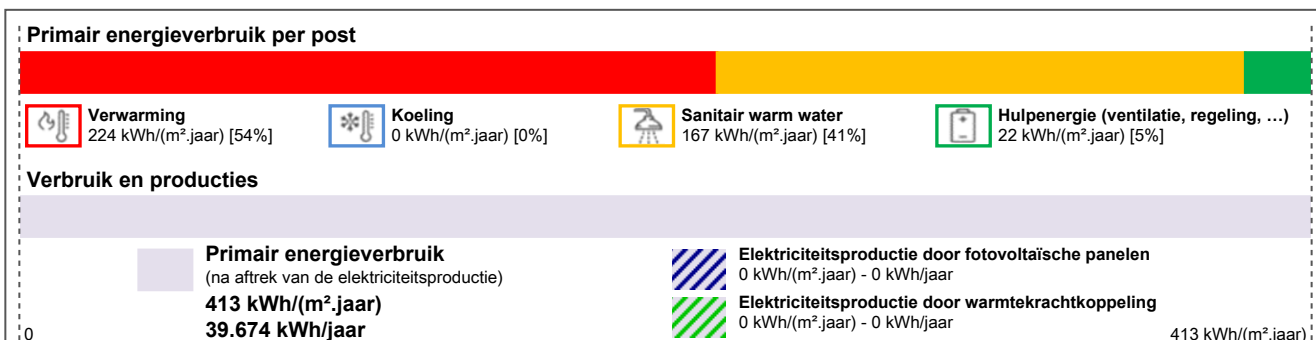 Primair energieverbruik per post
Verwarming
224 kWh/(m².jaar) [54%]
Koeling
0 kWh/(m².jaar) [0%]
Sanitair warm water
167 kWh/(m².jaar) [41%]
Hulpenergie (ventilatie, regeling, …)
22 kWh/(m².jaar) [5%]
Verbruik en producties
Primair energieverbruik
(na aftrek van de elektriciteitsproductie)
413 kWh/(m².jaar)
39.674 kWh/jaar
Elektriciteitsproductie door fotovoltaïsche panelen
0 kWh/(m².jaar) - 0 kWh/jaar
Elektriciteitsproductie door warmtekrachtkoppeling
0 kWh/(m².jaar) - 0 kWh/jaar
0
413 kWh/(m².jaar)